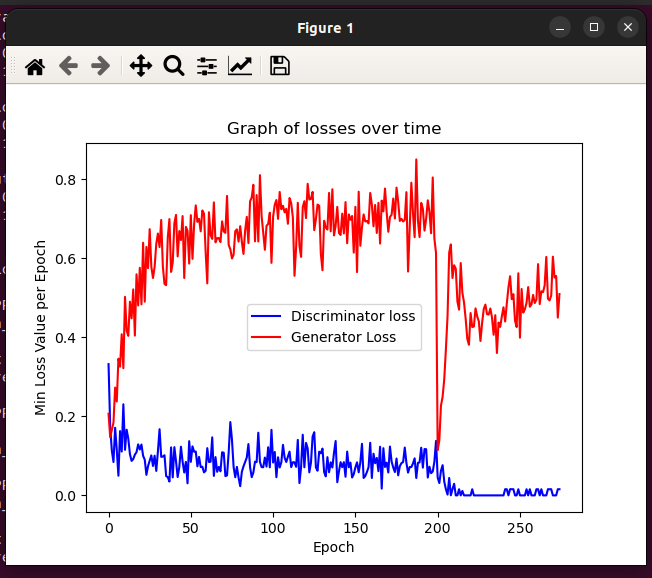 Figure 1
Graph of losses over time
Min Loss Value per Epoch
0.8
0.6
0.4
0.2
0.0
Discriminator loss
Generator Loss
0 50 100 150 200 250
Epoch